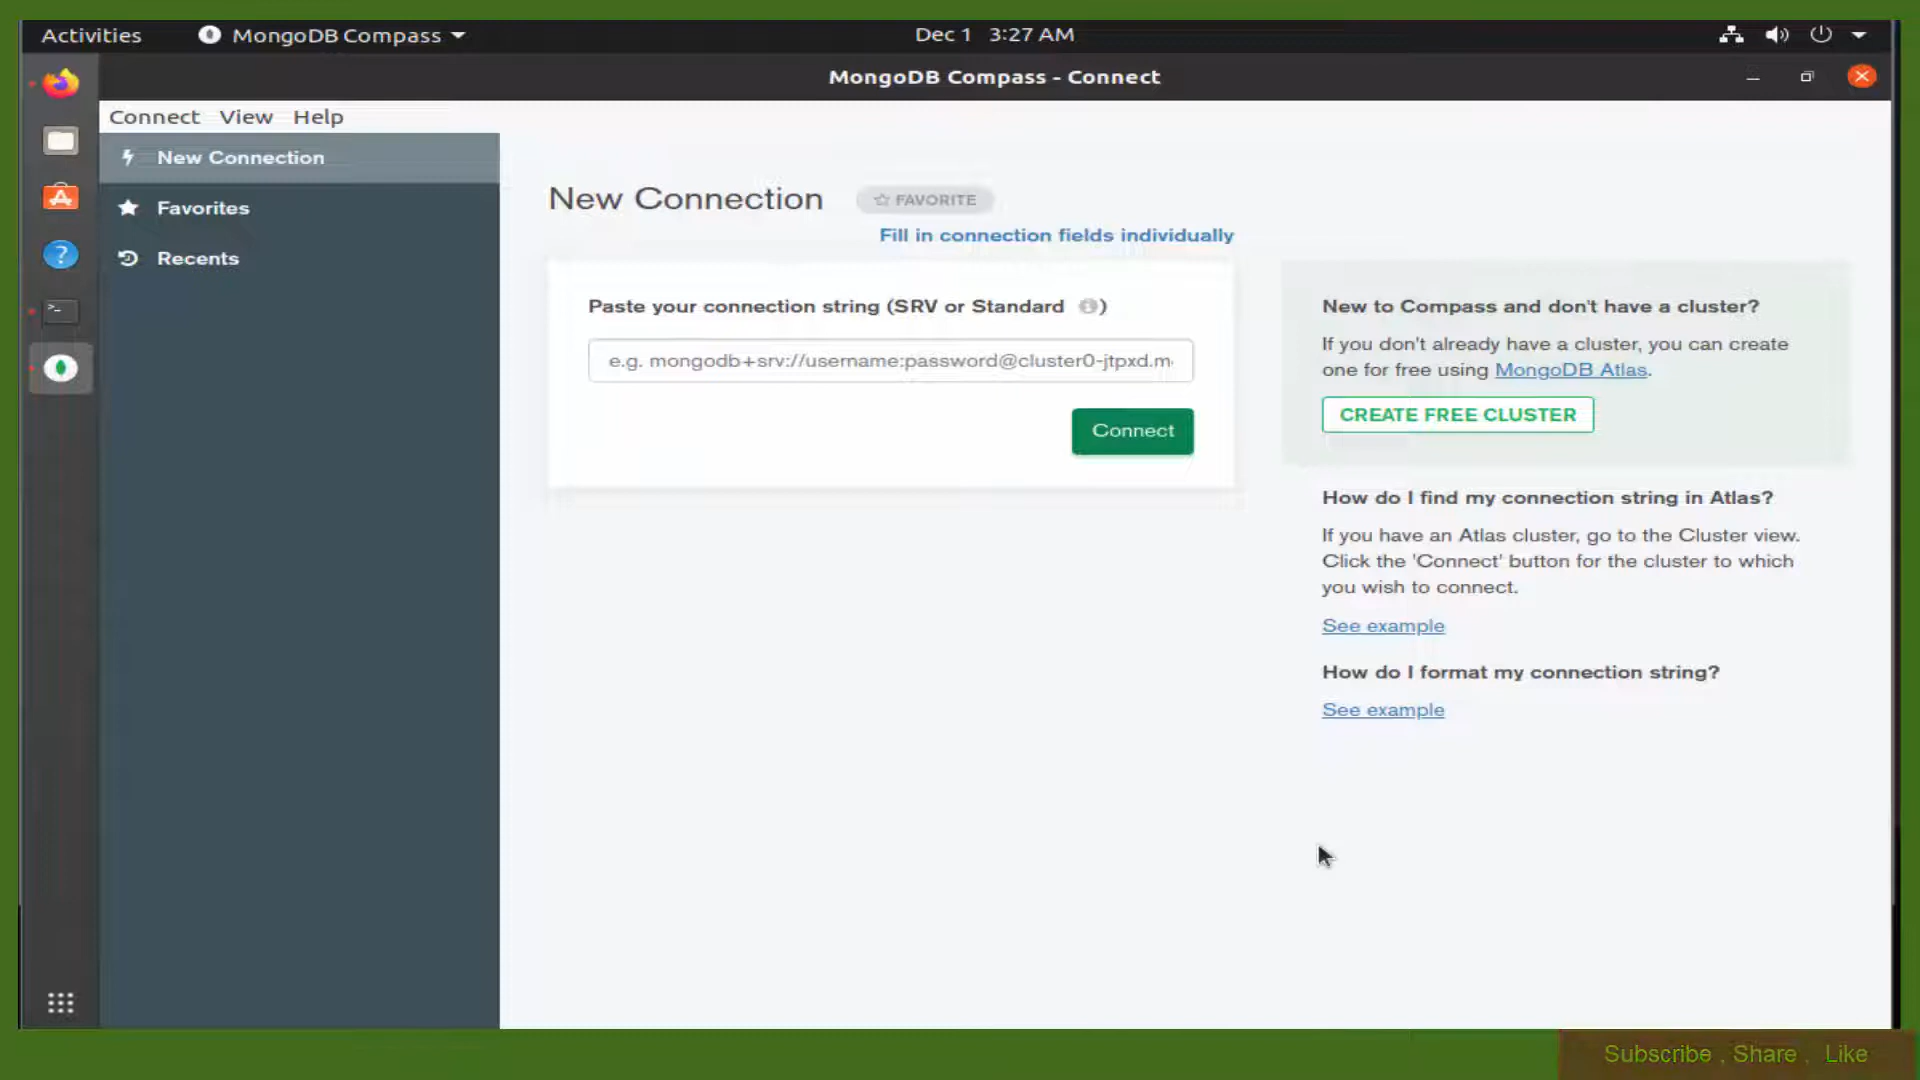 Activities
MongoDB Compass
Dec 1 3:27 AM
MongoDB Compass - Connect
Connect View Help
New Connection
Favorites
Recents
New Connection
FAVORITE
Fill in connection fields individually
Paste your connection string (SRV or Standard )
e.g. mongodb+srv://username:password@cluster0-jtpxd.m
Connect
New to Compass and don't have a cluster?
If you don't already have a cluster, you can create
one for free using MongoDB Atlas.
CREATE FREE CLUSTER
How do I find my connection string in Atlas?
If you have an Atlas cluster, go to the Cluster view.
Click the 'Connect' button for the cluster to which
you wish to connect.
See example
How do I format my connection string?
See example
Subscribe . Share . Like